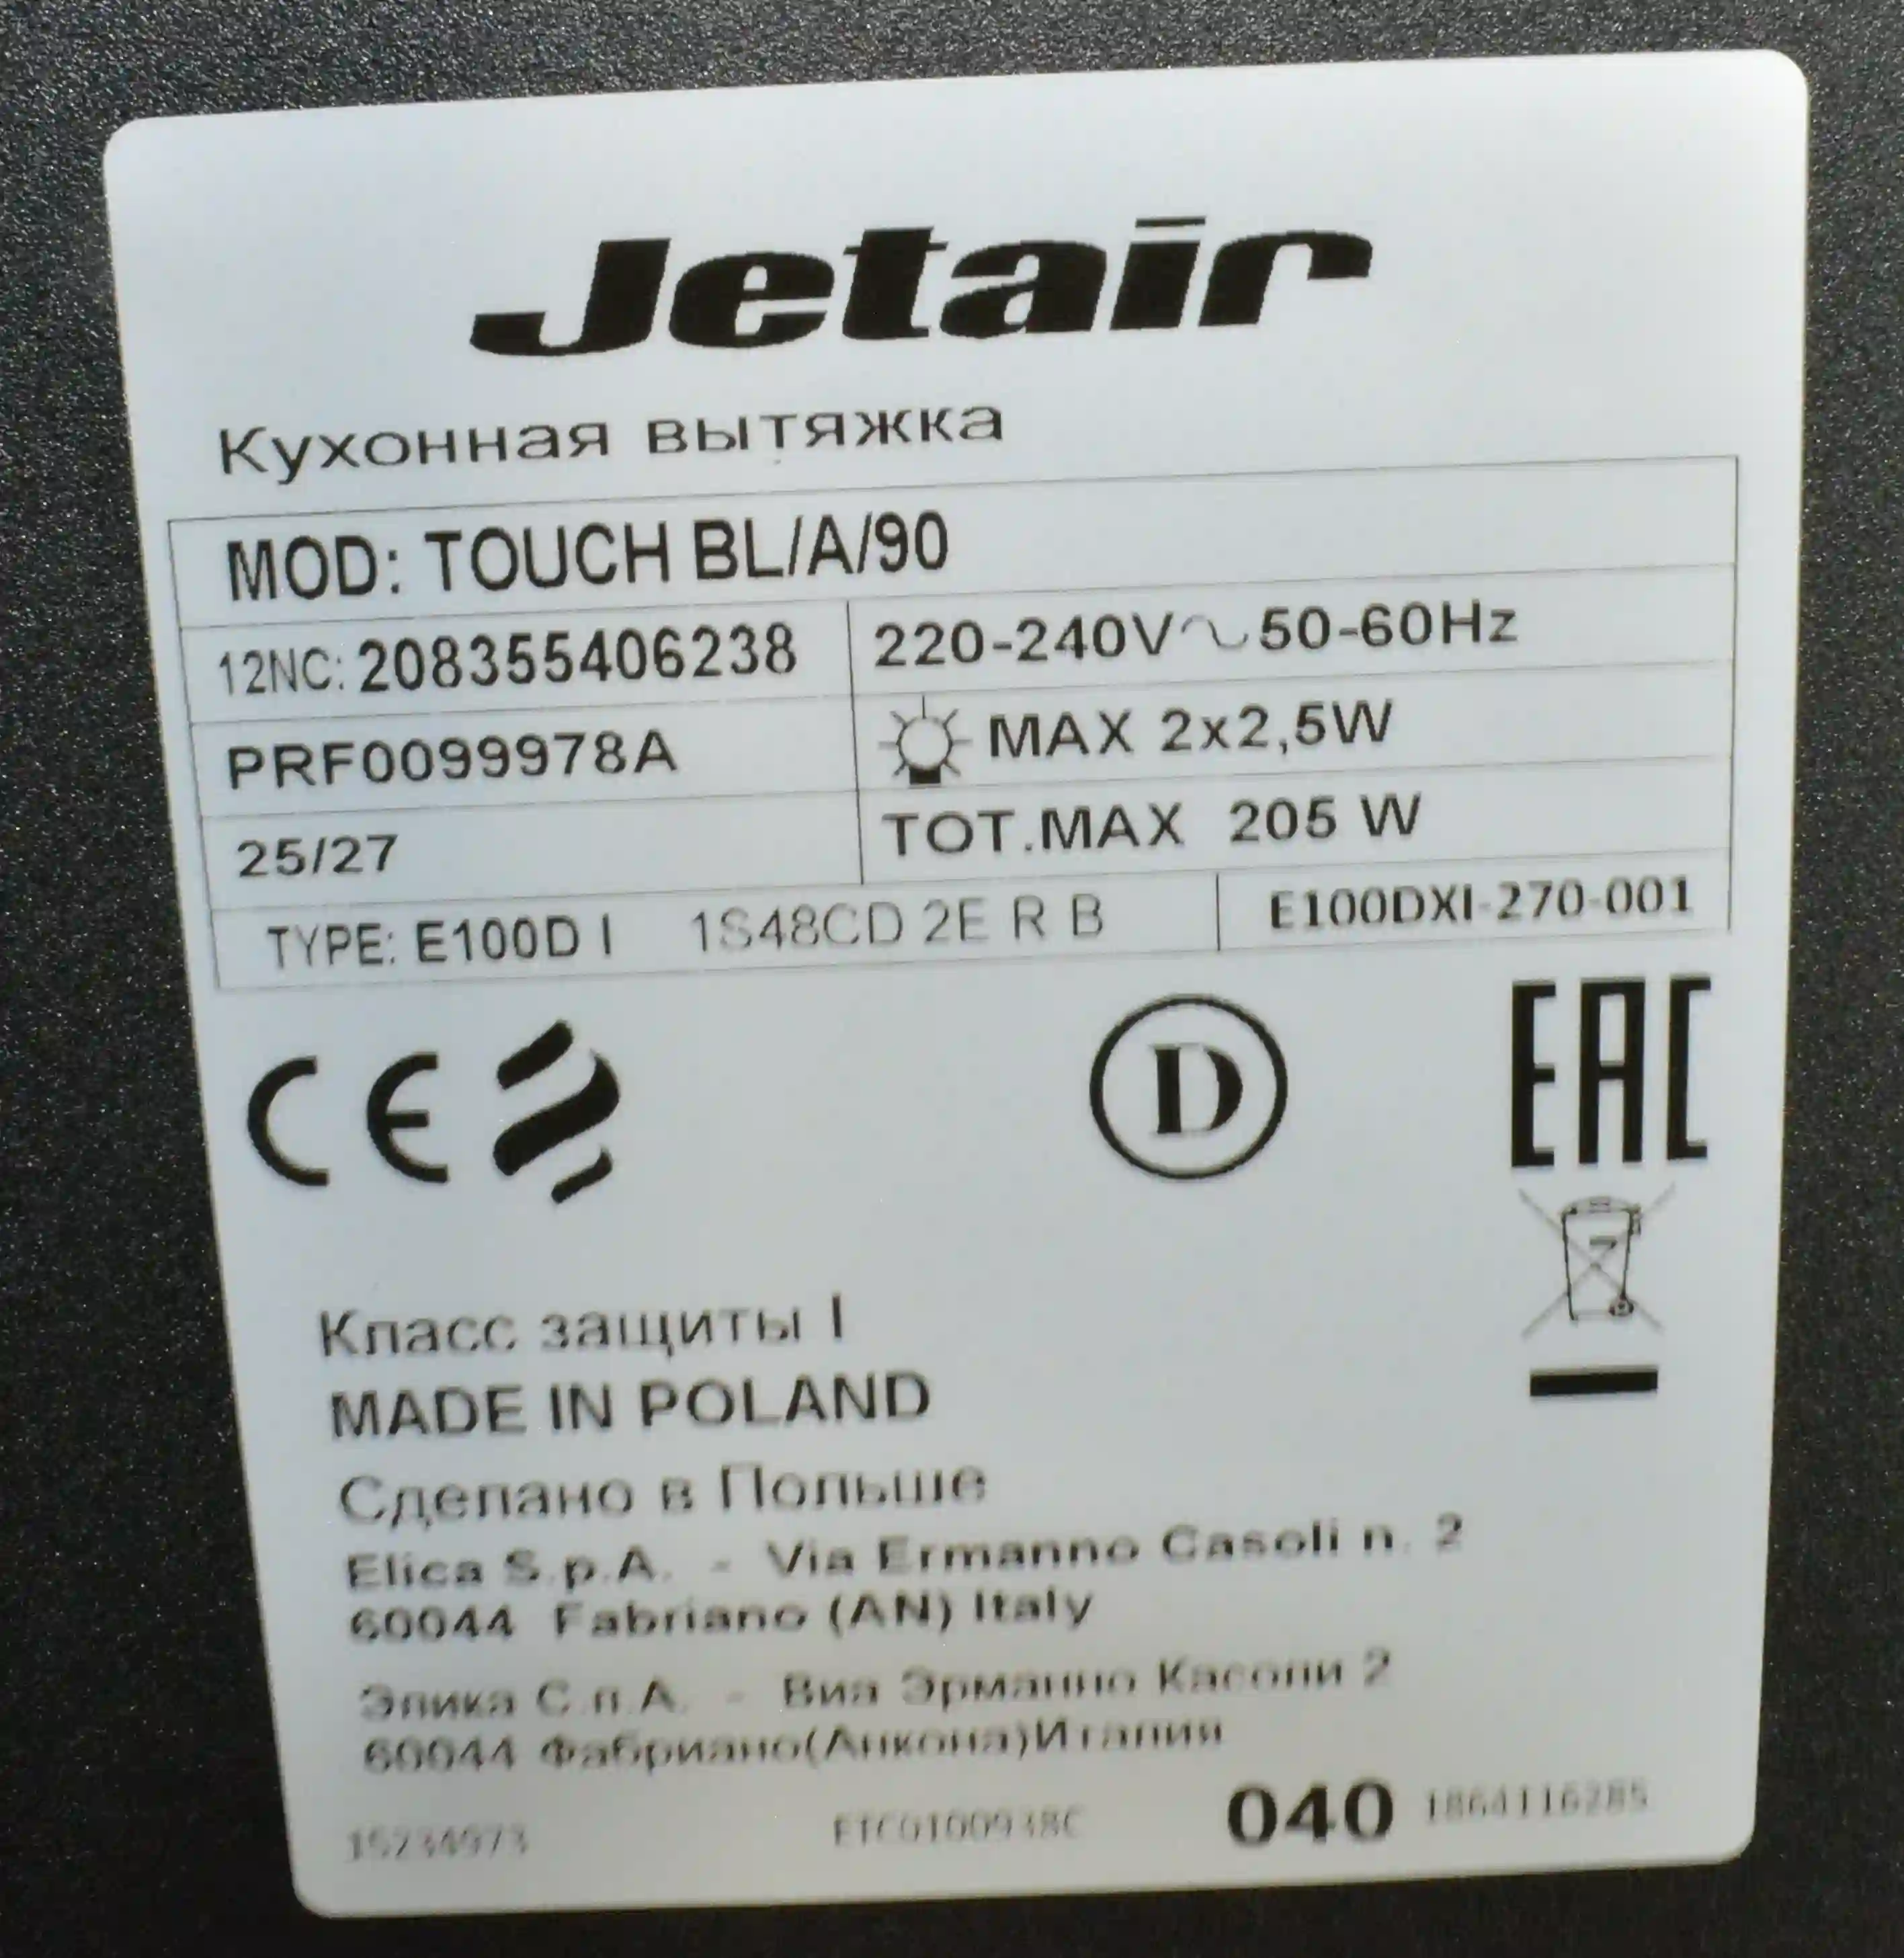 Jetair
Кухонная вытяжка
MOD: TOUCH BL/A/90
12NC: 208355406238
220-240V~50-60Hz
PRF0099978A
MAX 2x2,5W
25/27
TOT.MAX 205 W
TYPE: E100D I 1S48CD 2E R B
E100DXI-270-001
CE
D
EAC
Класс защиты I
MADE IN POLAND
Сделано в Польше
Elica S.p.A. - Via Ermanno Casoli n. 2
60044 Fabriano (AN) Italy
Элика С.п.А. - Виа Эрманно Касоли 2
60044 Фабриано(Анкона)Италия
040 1864116285